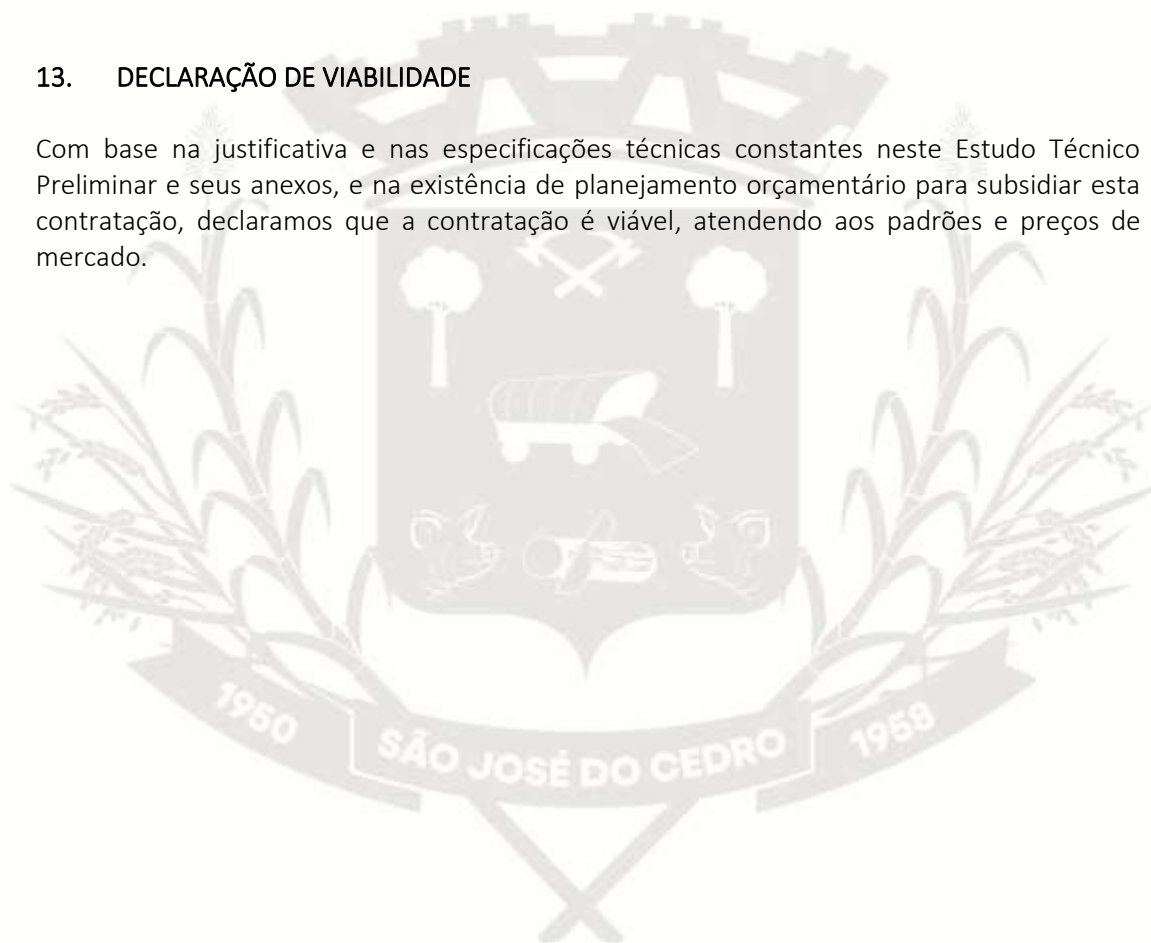 13. DECLARAÇÃO DE VIABILIDADE
Com base na justificativa e nas especificações técnicas constantes neste Estudo Técnico
Preliminar e seus anexos, e na existência de planejamento orçamentário para subsidiar esta
contratação, declaramos que a contratação é viável, atendendo aos padrões e preços de
mercado.
1950 SÃO JOSÉ DO CEDRO 1958